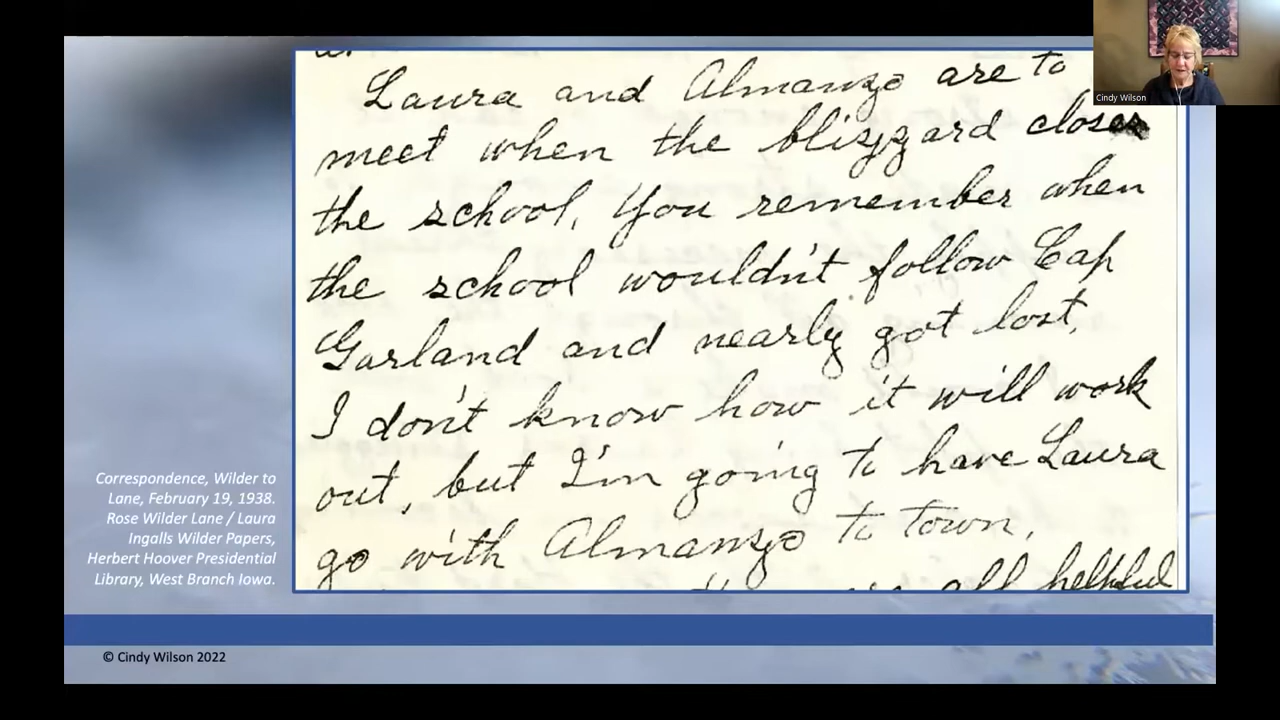 Laura and Almanzo are to
meet when the blizzard closes
the school. You remember when
the school wouldn't follow Cap
Garland and nearly got lost.
I don't know how it will work
out, but I'm going to have Laura
go with Almanzo to town.
all helpful
Correspondence, Wilder to
Lane, February 19, 1938.
Rose Wilder Lane / Laura
Ingalls Wilder Papers,
Herbert Hoover Presidential
Library, West Branch Iowa.
© Cindy Wilson 2022
Cindy Wilson